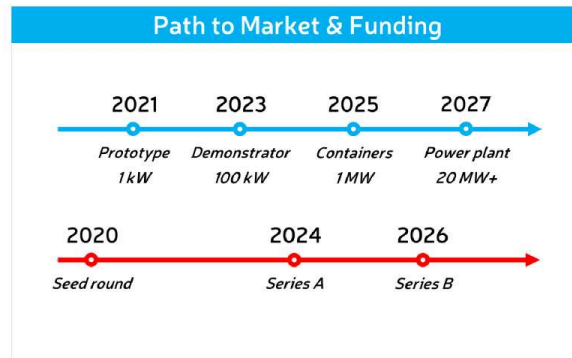 Path to Market & Funding
2021 2023 2025 2027
Prototype Demonstrator Containers Power plant
1 kW 100 kW 1 MW 20 MW+
2020 2024 2026
Seed round Series A Series B